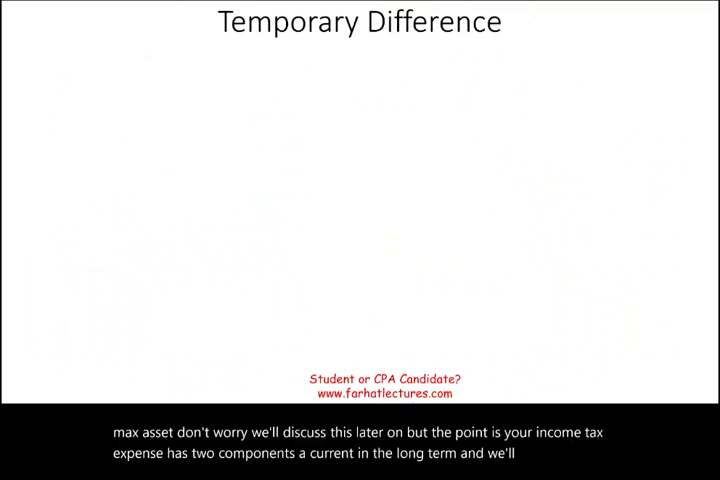 Temporary Difference
Student or CPA Candidate?
www.farhatlectures.com
max asset don't worry we'll discuss this later on but the point is your income tax
expense has two components a current in the long term and we'll